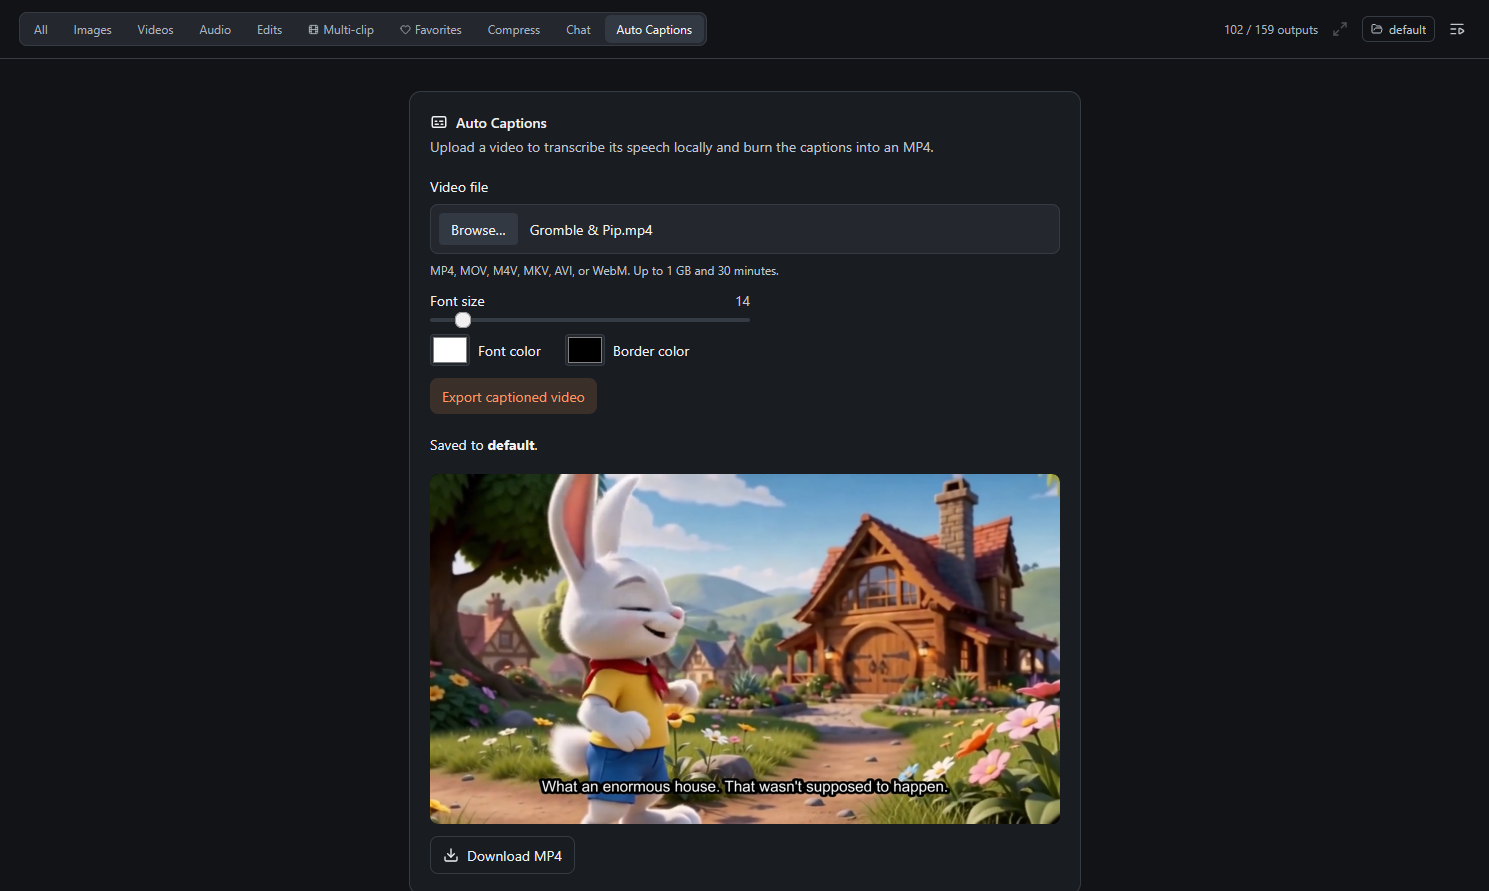 All Images Videos Audio Edits Multi-clip Favorites Compress Chat Auto Captions 102 / 159 outputs default
Auto Captions
Upload a video to transcribe its speech locally and burn the captions into an MP4.
Video file
Browse... Gromble & Pip.mp4
MP4, MOV, M4V, MKV, AVI, or WebM. Up to 1 GB and 30 minutes.
Font size 14
Font color Border color
Export captioned video
Saved to default.
What an enormous house. That wasn't supposed to happen.
Download MP4